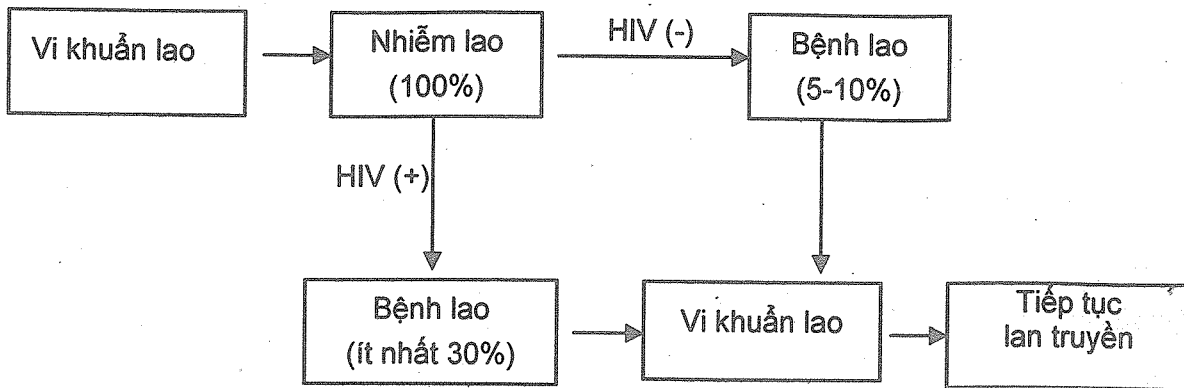 Vi khuẩn lao
Nhiễm lao
(100%)
HIV (-)
Bệnh lao
(5-10%)
HIV (+)
Bệnh lao
(ít nhất 30%)
Vi khuẩn lao
Tiếp tục
lan truyền